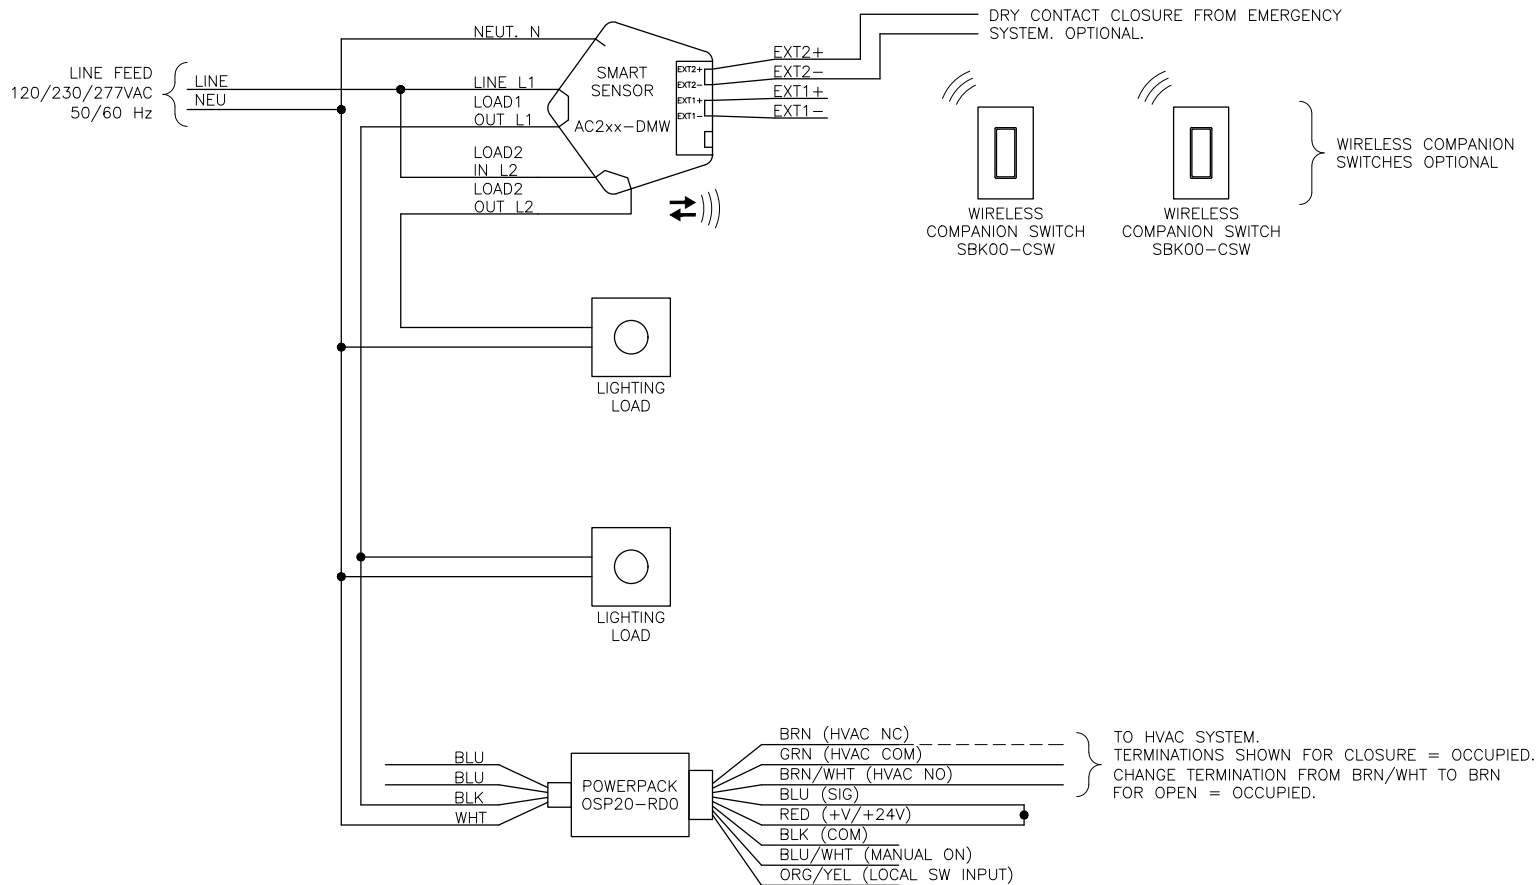 DRY CONTACT CLOSURE FROM EMERGENCY
SYSTEM. OPTIONAL.
NEUT. N
LINE FEED
120/230/277VAC
50/60 Hz
LINE
NEU
LINE L1
LOAD1
OUT L1
LOAD2
IN L2
LOAD2
OUT L2
SMART
SENSOR
AC2xx-DMW
EXT2+
EXT2-
EXT1+
EXT1-
EXT2+
EXT2-
EXT1+
EXT1-
WIRELESS
COMPANION SWITCH
SBK00-CSW
WIRELESS
COMPANION SWITCH
SBK00-CSW
WIRELESS COMPANION
SWITCHES OPTIONAL
LIGHTING
LOAD
LIGHTING
LOAD
BLU
BLU
BLK
WHT
POWERPACK
OSP20-RD0
BRN (HVAC NC)
GRN (HVAC COM)
BRN/WHT (HVAC NO)
BLU (SIG)
RED (+V/+24V)
BLK (COM)
BLU/WHT (MANUAL ON)
ORG/YEL (LOCAL SW INPUT)
TO HVAC SYSTEM.
TERMINATIONS SHOWN FOR CLOSURE = OCCUPIED.
CHANGE TERMINATION FROM BRN/WHT TO BRN
FOR OPEN = OCCUPIED.